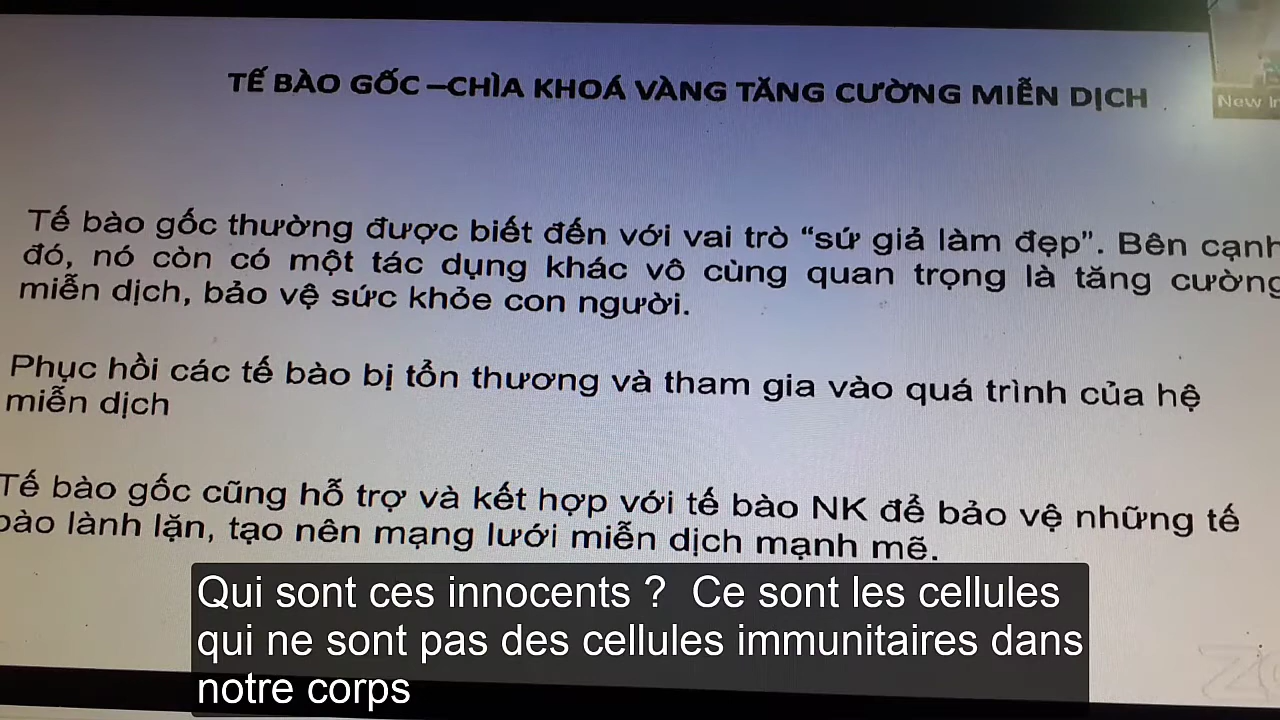 TẾ BÀO GỐC –CHÌA KHOÁ VÀNG TĂNG CƯỜNG MIỄN DỊCH
New
Tế bào gốc thường được biết đến với vai trò “sứ giả làm đẹp”. Bên cạnh
đó, nó còn có một tác dụng khác vô cùng quan trọng là tăng cường
miễn dịch, bảo vệ sức khỏe con người.
Phục hồi các tế bào bị tổn thương và tham gia vào quá trình của hệ
miễn dịch
Tế bào gốc cũng hỗ trợ và kết hợp với tế bào NK để bảo vệ những tế
bào lành lặn, tạo nên mạng lưới miễn dịch mạnh mẽ.
Qui sont ces innocents ? Ce sont les cellules
qui ne sont pas des cellules immunitaires dans
notre corps